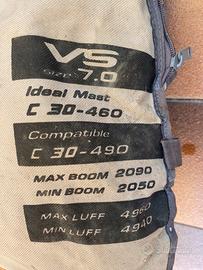 VS
SIZE 7.0
Ideal Mast
C 30-460
Compatible
C 30-490
MAX BOOM 2090
MIN BOOM 2050
MAX LUFF 4960
MIN LUFF 4940